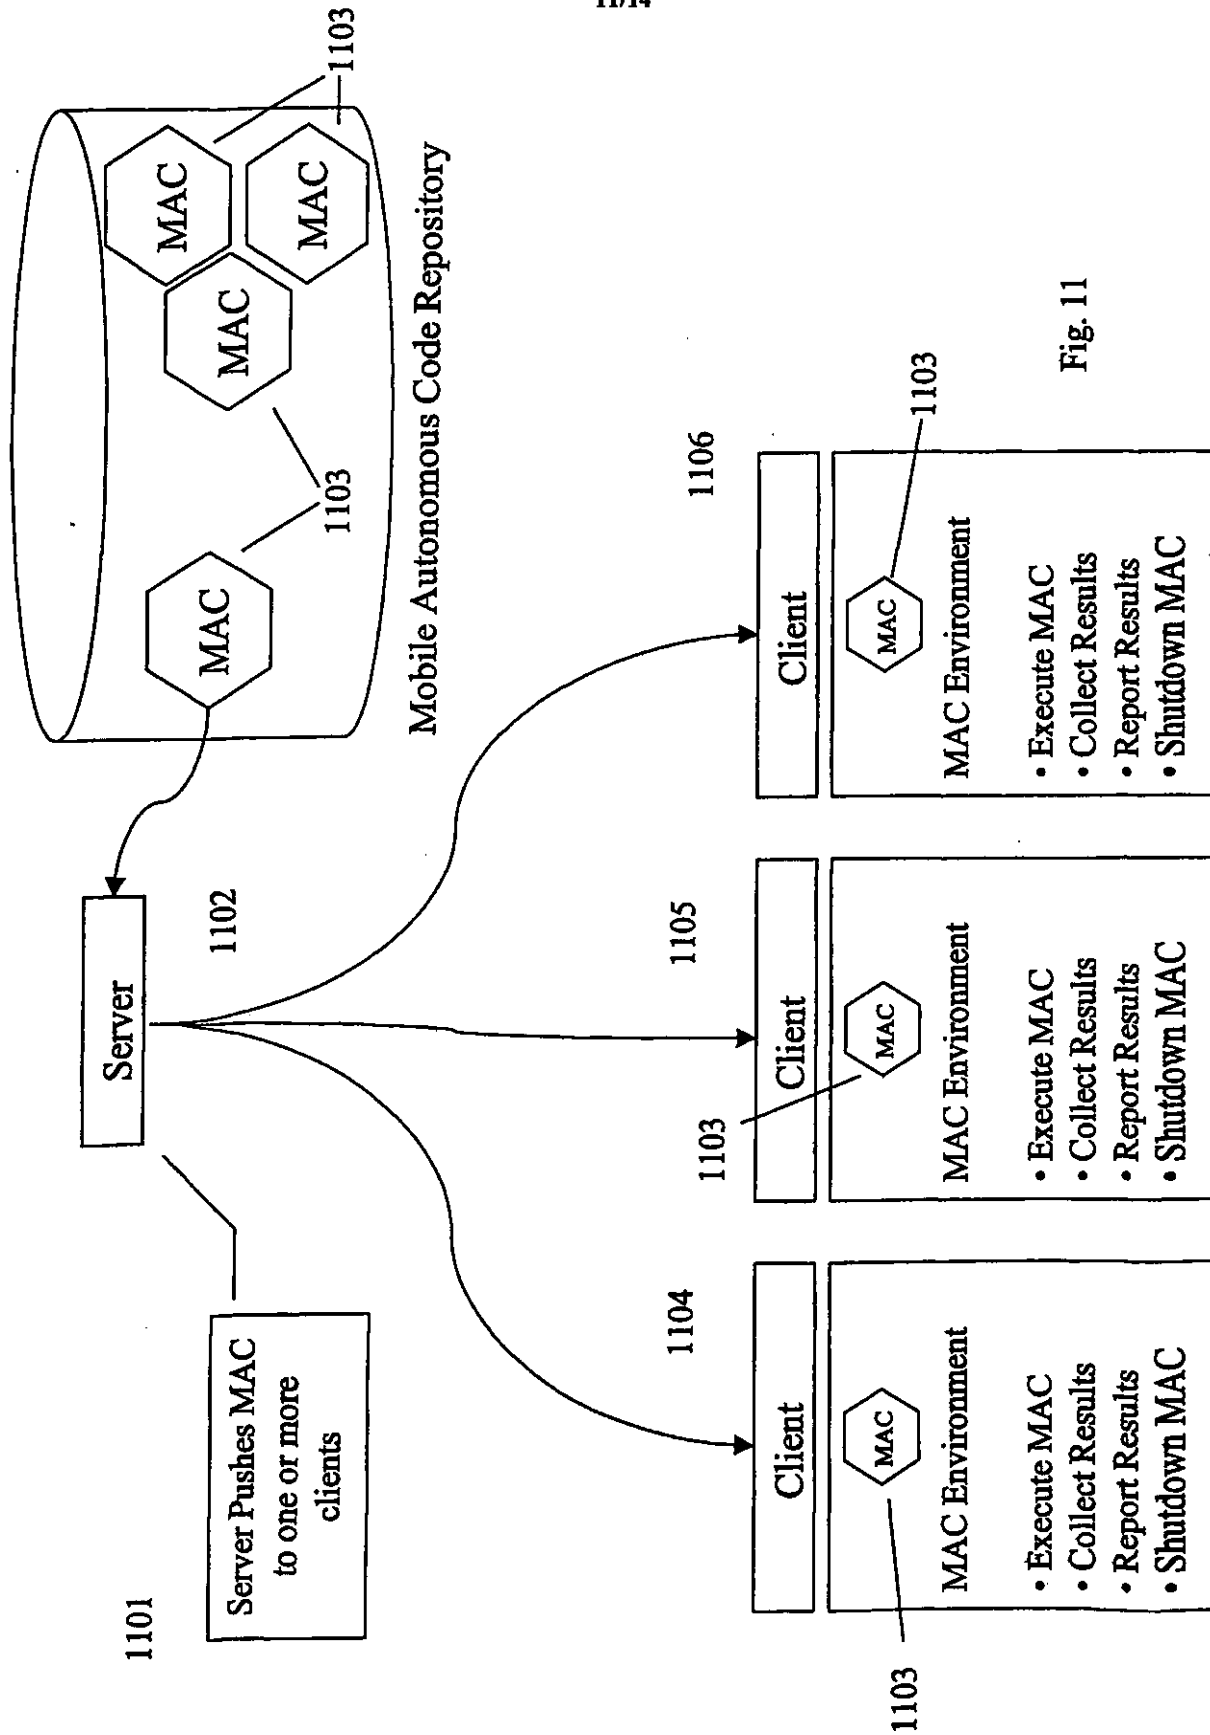 11/14
1101
Server Pushes MAC
to one or more
clients
Server
1102
MAC
MAC
MAC
MAC
1103
1103
Mobile Autonomous Code Repository
1104
Client
MAC
1103
MAC Environment
• Execute MAC
• Collect Results
• Report Results
• Shutdown MAC
1105
Client
MAC
1103
MAC Environment
• Execute MAC
• Collect Results
• Report Results
• Shutdown MAC
1106
Client
MAC
1103
MAC Environment
• Execute MAC
• Collect Results
• Report Results
• Shutdown MAC
Fig. 11